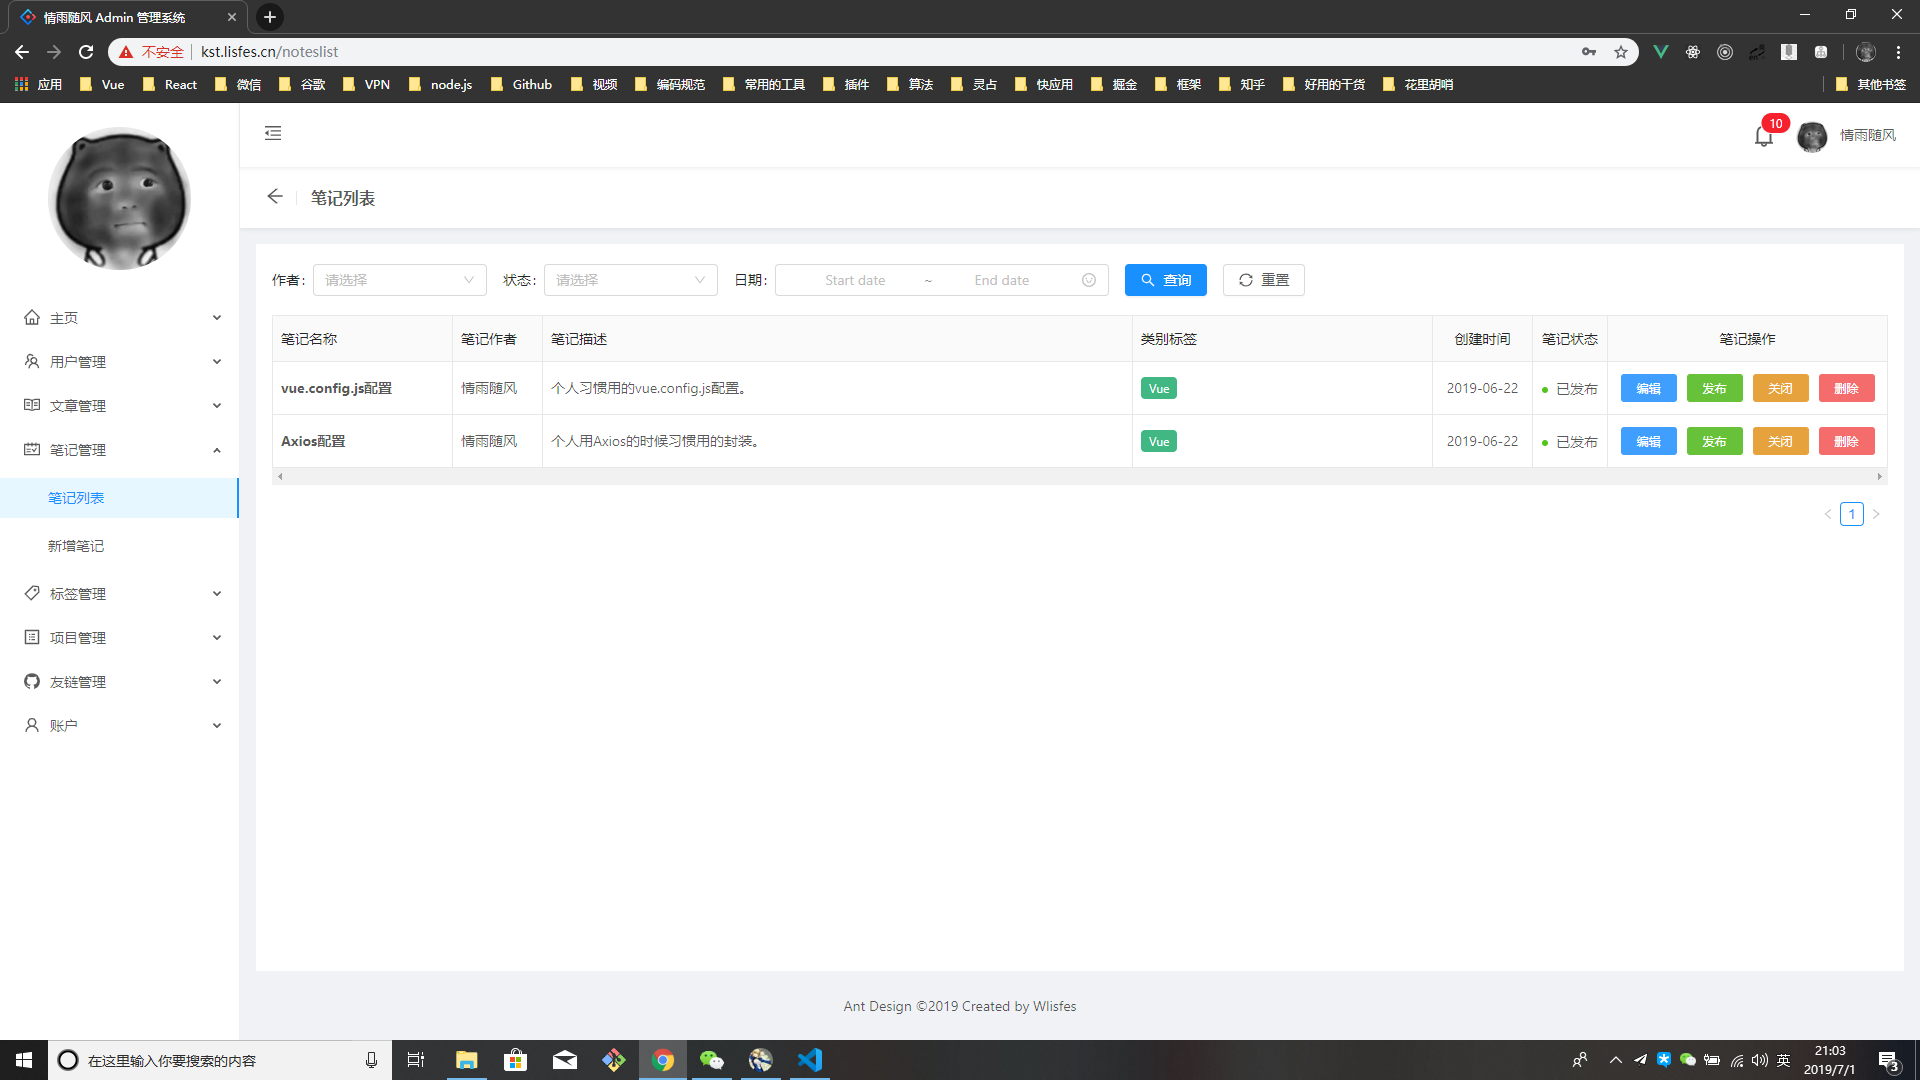 情雨随风 Admin 管理系统
不安全 kst.lisfes.cn/noteslist
应用 Vue React 微信 谷歌 VPN node.js Github 视频 编码规范 常用的工具 插件 算法 灵占 快应用 掘金 框架 知乎 好用的干货 花里胡哨 其他书签
10 情雨随风
笔记列表
主页
用户管理
文章管理
笔记管理
笔记列表
新增笔记
标签管理
项目管理
友链管理
账户
作者: 请选择 状态: 请选择 日期: Start date ~ End date 查询 重置
笔记名称 笔记作者 笔记描述 类别标签 创建时间 笔记状态 笔记操作
vue.config.js配置 情雨随风 个人习惯用的vue.config.js配置。 Vue 2019-06-22 已发布 编辑 发布 关闭 删除
Axios配置 情雨随风 个人用Axios的时候习惯用的封装。 Vue 2019-06-22 已发布 编辑 发布 关闭 删除
1
Ant Design ©2019 Created by Wlisfes
在这里输入你要搜索的内容
英
21:03
2019/7/1
3